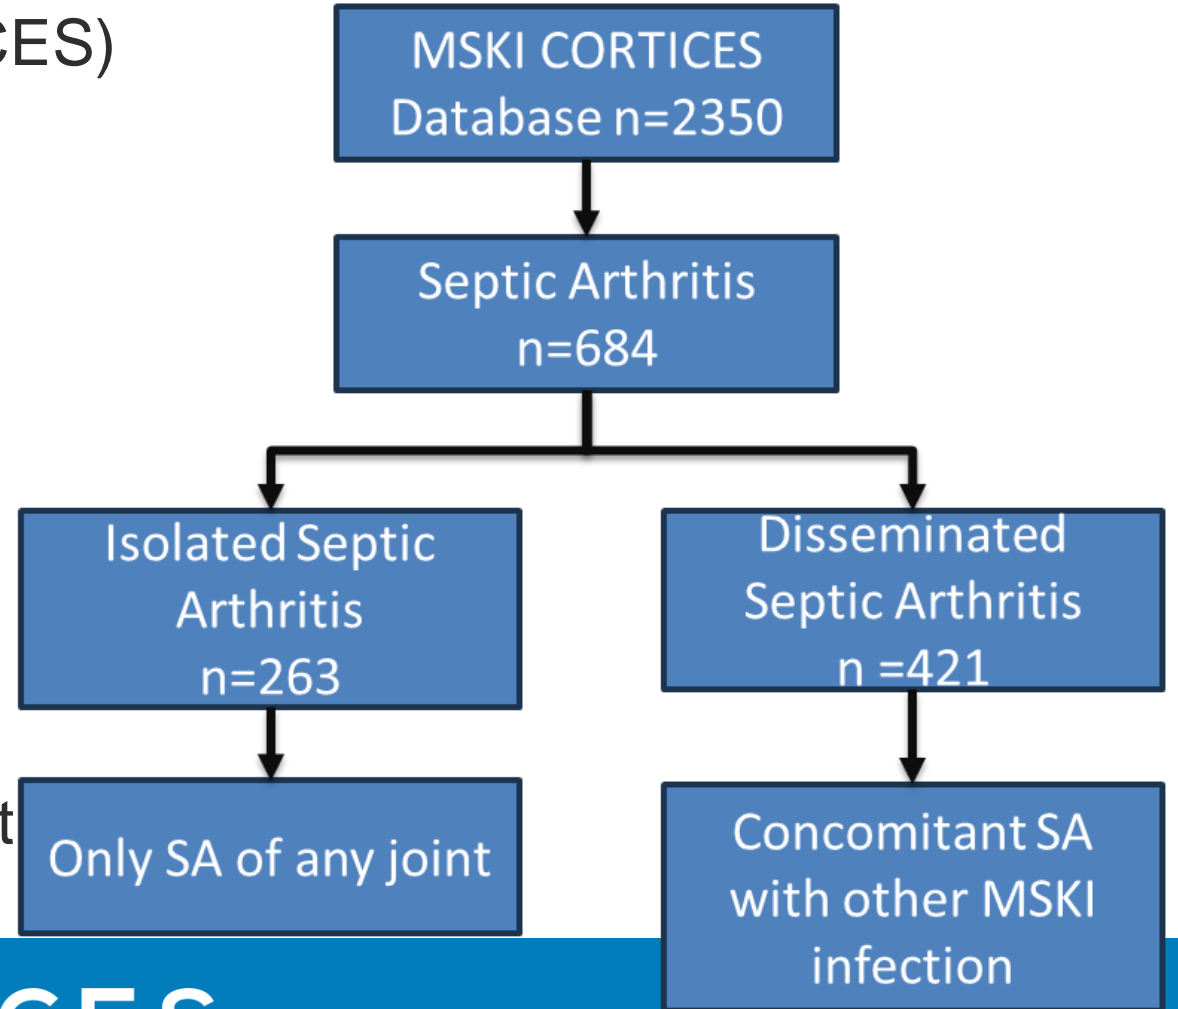 CES)
MSKI CORTICES
Database n=2350
Septic Arthritis
n=684
Isolated Septic
Arthritis
n=263
Disseminated
Septic Arthritis
n =421
t
Only SA of any joint
Concomitant SA
with other MSKI
infection
CES